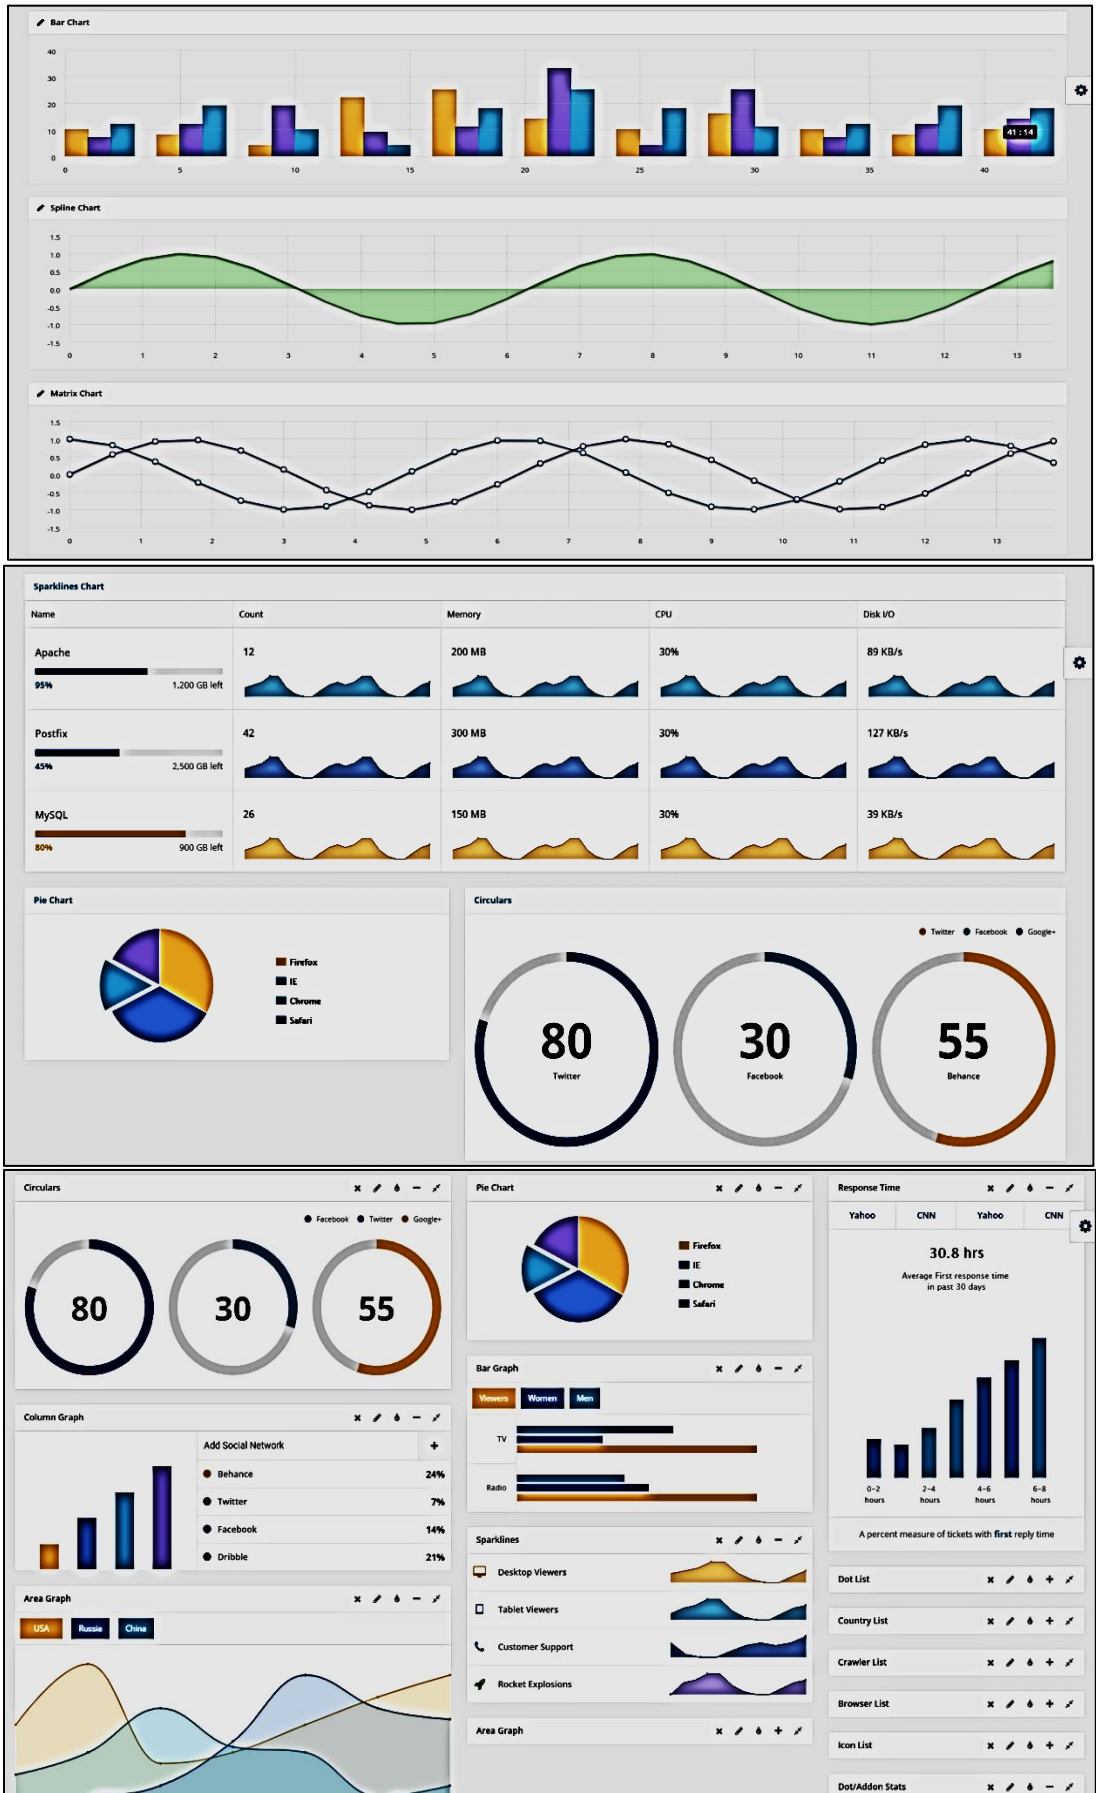 Bar Chart
40
30
20
10
0
0 5 10 15 20 25 30 35 40
41 : 14
Spline Chart
1.5
1.0
0.5
0.0
-0.5
-1.0
-1.5
0 1 2 3 4 5 6 7 8 9 10 11 12 13
Matrix Chart
1.5
1.0
0.5
0.0
-0.5
-1.0
-1.5
0 1 2 3 4 5 6 7 8 9 10 11 12 13
Sparklines Chart
Name Count Memory CPU Disk I/O
Apache 12 200 MB 30% 89 KB/s
95% 1,200 GB left
Postfix 42 300 MB 30% 127 KB/s
45% 2,500 GB left
MySQL 26 150 MB 30% 39 KB/s
80% 900 GB left
Pie Chart
Firefox
IE
Chrome
Safari
Circulars
Twitter Facebook Google+
80 30 55
Twitter Facebook Behance
Circulars
Facebook Twitter Google+
80 30 55
Column Graph
Add Social Network +
Behance 24%
Twitter 7%
Facebook 14%
Dribble 21%
Area Graph
USA Russia China
Pie Chart
Firefox
IE
Chrome
Safari
Bar Graph
Viewers Women Men
TV
Radio
Sparklines
Desktop Viewers
Tablet Viewers
Customer Support
Rocket Explosions
Area Graph
Response Time
Yahoo CNN Yahoo CNN
30.8 hrs
Average First response time
in past 30 days
0-2 2-4 4-6 6-8
hours hours hours hours
A percent measure of tickets with first reply time
Dot List
Country List
Crawler List
Browser List
Icon List
Dot/Addon Stats